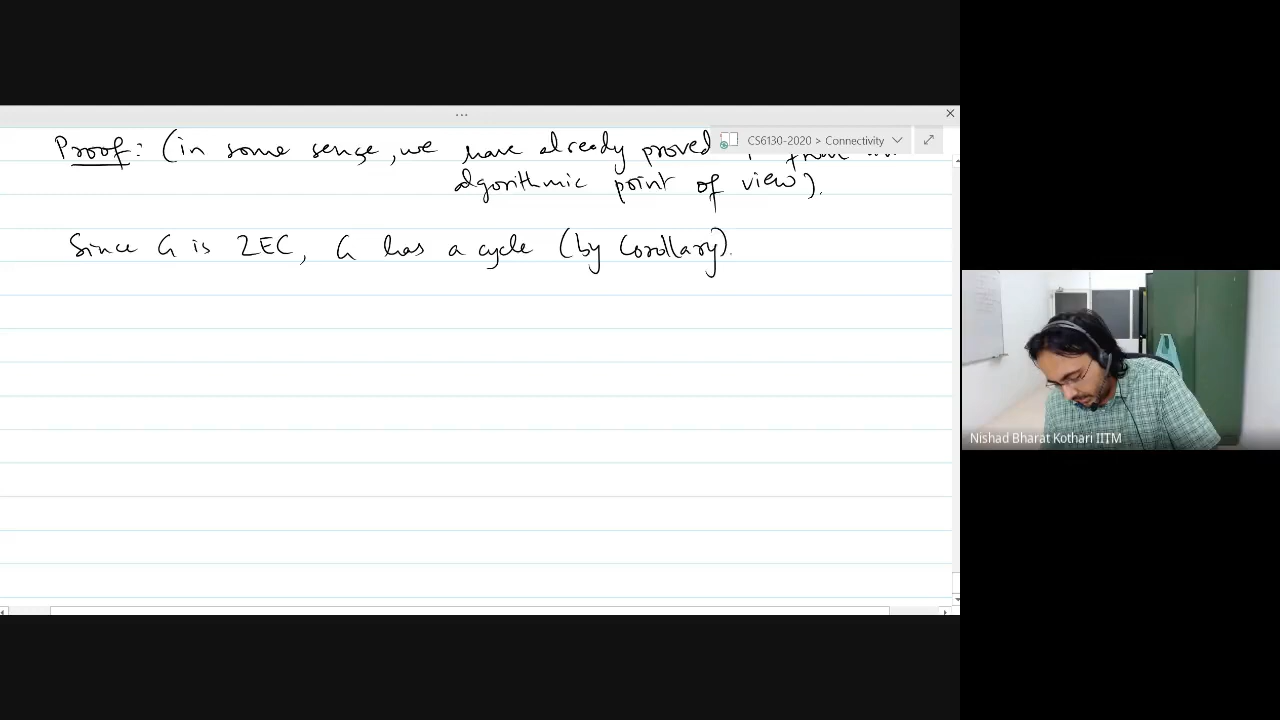 CS6130-2020 > Connectivity
Proof: (in some sense, we have already proved
algorithmic point of view).
Since G is 2EC, G has a cycle (by Corollary).
Nishad Bharat Kothari IITM